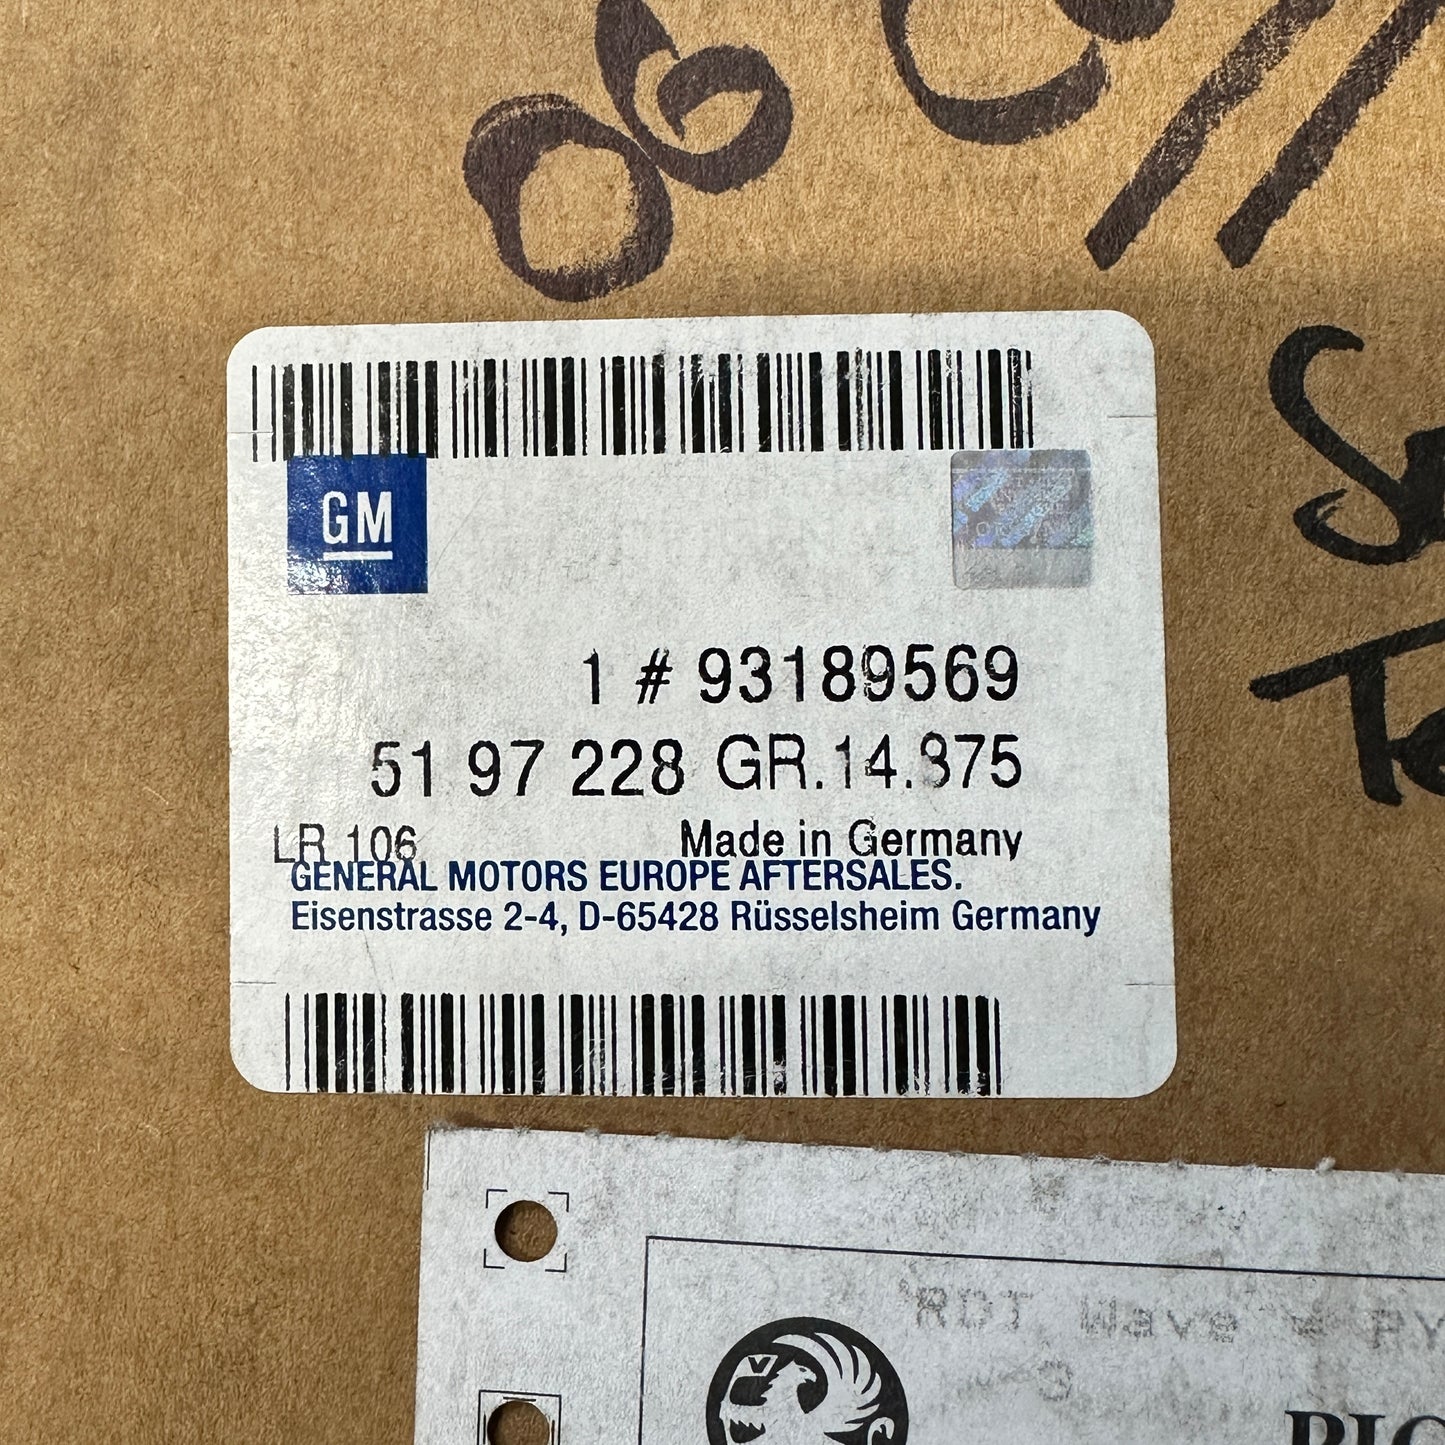 GM
1 # 93189569
51 97 228 GR.14.875
LR 106 Made in Germany
GENERAL MOTORS EUROPE AFTERSALES.
Eisenstrasse 2-4, D-65428 Rüsselsheim Germany
V